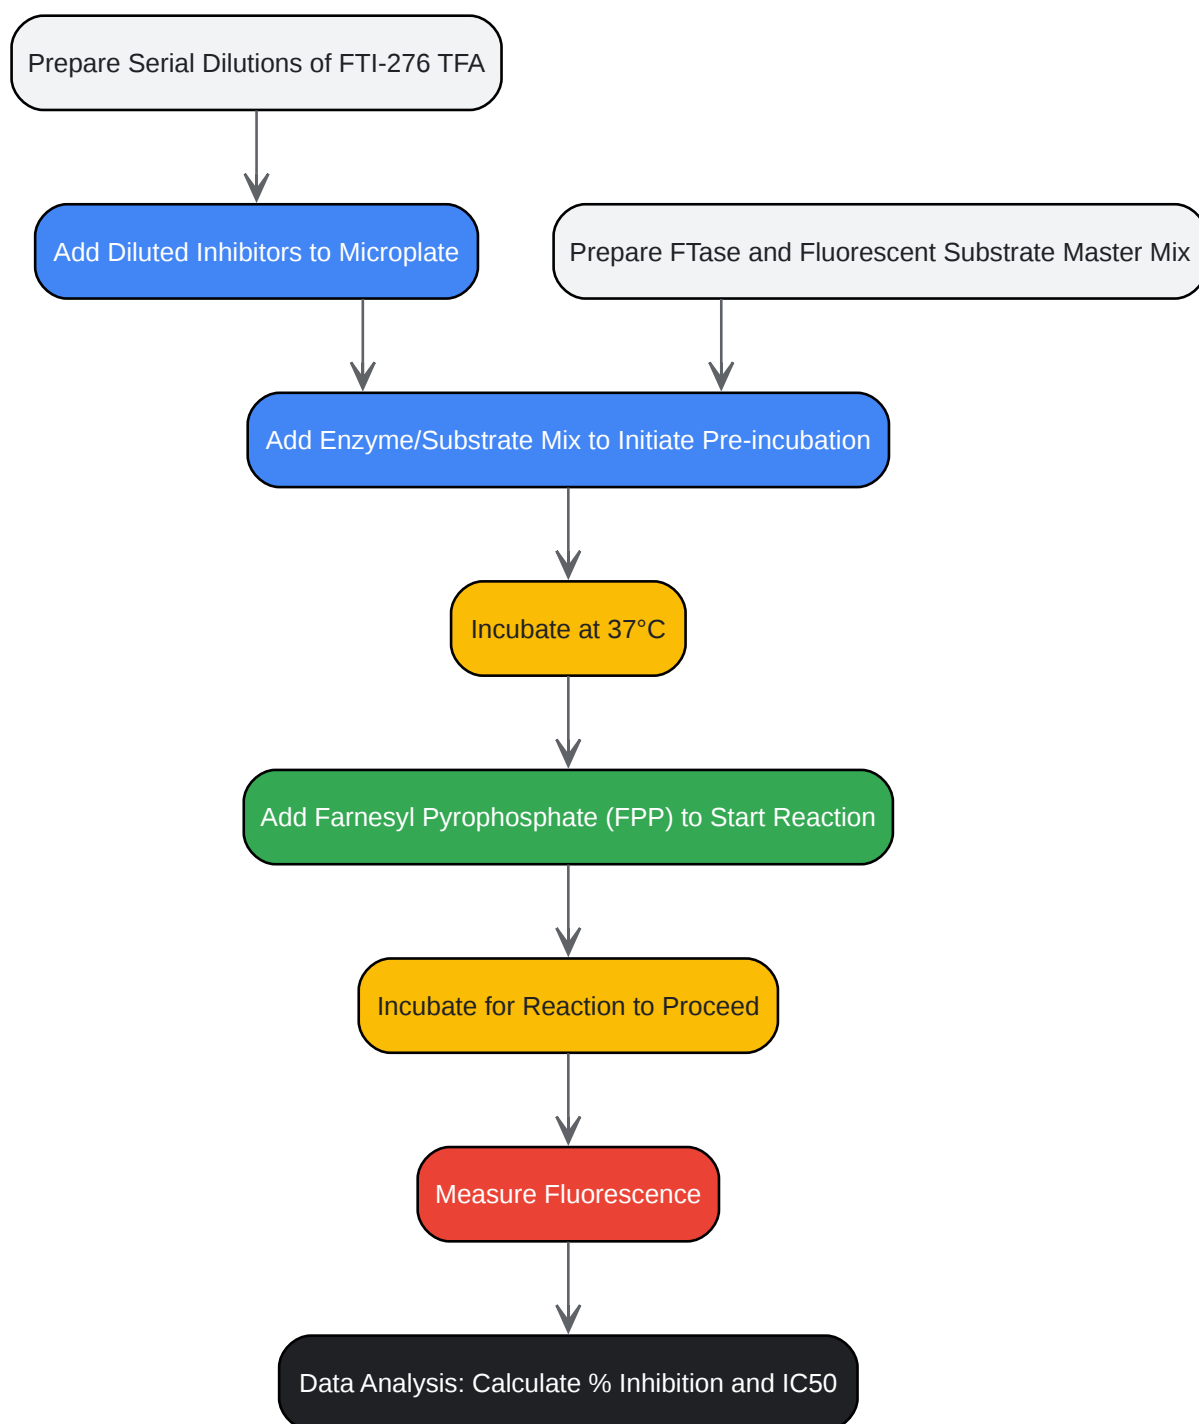 Prepare Serial Dilutions of FTI-276 TFA
Add Diluted Inhibitors to Microplate
Prepare FTase and Fluorescent Substrate Master Mix
Add Enzyme/Substrate Mix to Initiate Pre-incubation
Incubate at 37°C
Add Farnesyl Pyrophosphate (FPP) to Start Reaction
Incubate for Reaction to Proceed
Measure Fluorescence
Data Analysis: Calculate % Inhibition and IC50